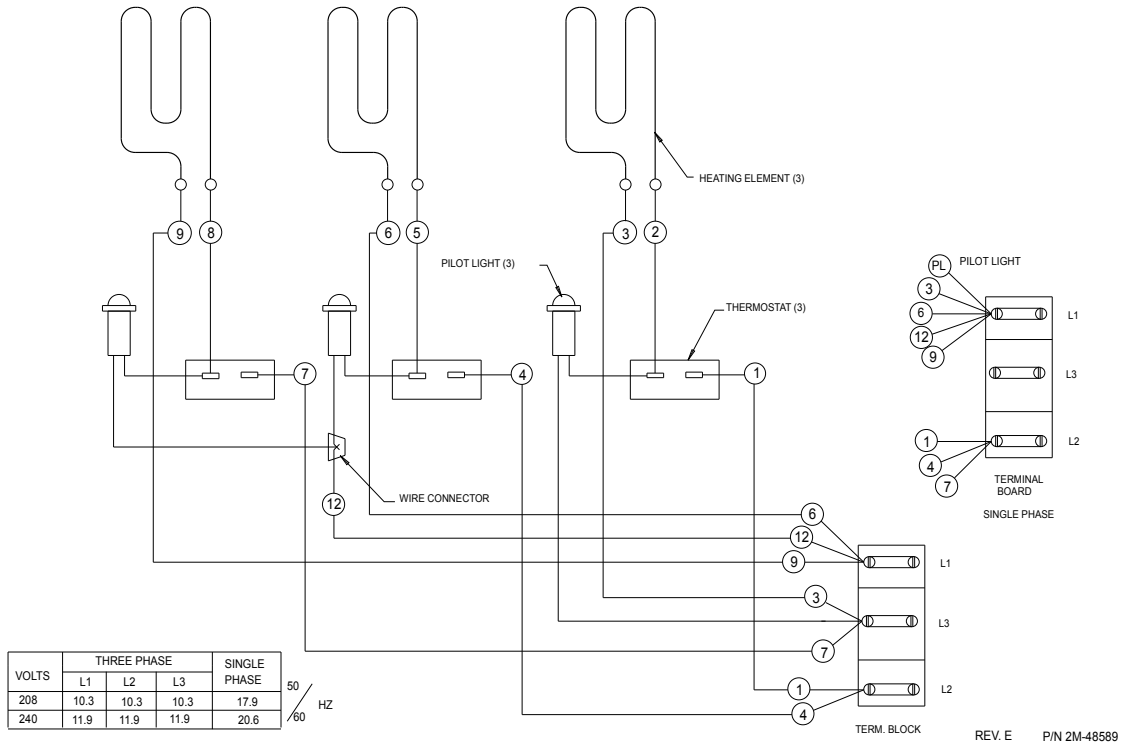 HEATING ELEMENT (3)
9
8
6
5
3
2
PILOT LIGHT (3)
THERMOSTAT (3)
7
4
1
WIRE CONNECTOR
12
PL
PILOT LIGHT
3
6
12
9
L1
L3
1
4
7
L2
TERMINAL
BOARD
SINGLE PHASE
6
12
9
L1
3
L3
7
1
L2
4
TERM. BLOCK
VOLTS THREE PHASE SINGLE PHASE
L1 L2 L3
208 10.3 10.3 10.3 17.9
240 11.9 11.9 11.9 20.6
50/60 HZ
REV. E P/N 2M-48589